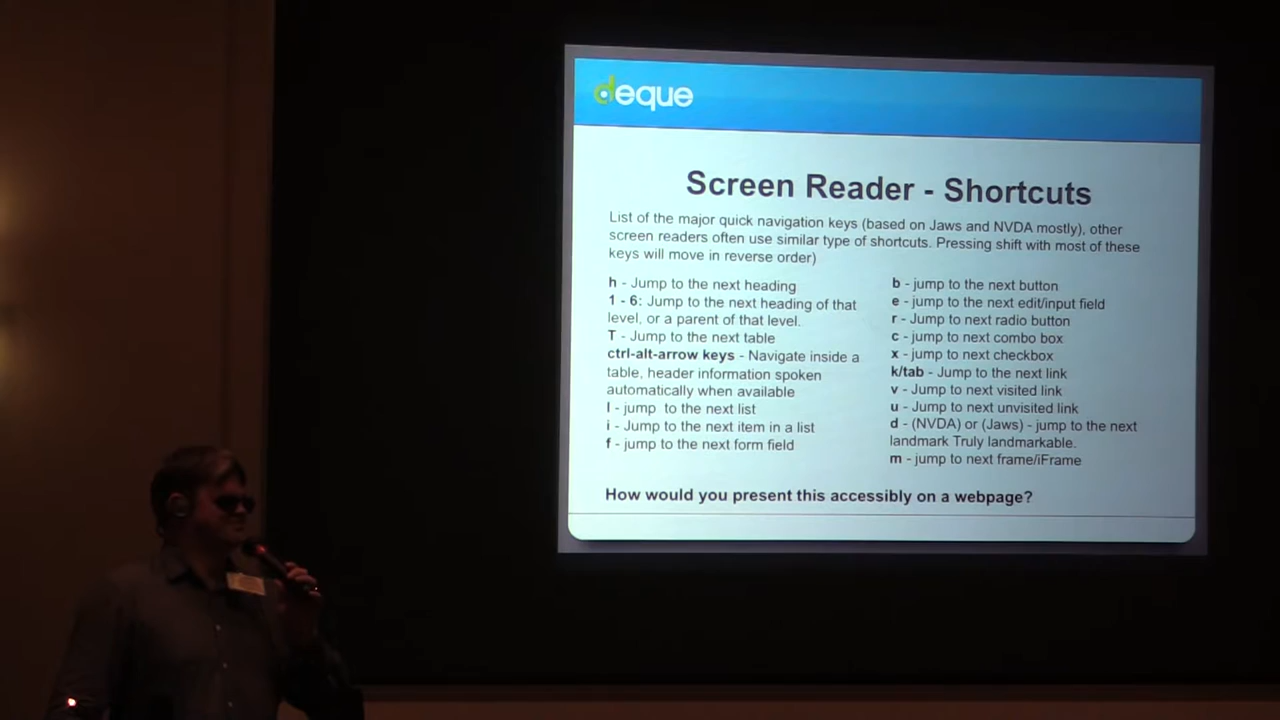 deque
Screen Reader - Shortcuts
List of the major quick navigation keys (based on Jaws and NVDA mostly), other
screen readers often use similar type of shortcuts. Pressing shift with most of these
keys will move in reverse order)
h - Jump to the next heading
1 - 6: Jump to the next heading of that
level, or a parent of that level.
T - Jump to the next table
ctrl-alt-arrow keys - Navigate inside a
table, header information spoken
automatically when available
l - jump to the next list
i - Jump to the next item in a list
f - jump to the next form field
b - jump to the next button
e - jump to the next edit/input field
r - Jump to next radio button
c - jump to next combo box
x - jump to next checkbox
k/tab - Jump to the next link
v - Jump to next visited link
u - Jump to next unvisited link
d - (NVDA) or (Jaws) - jump to the next
landmark Truly landmarkable.
m - jump to next frame/iFrame
How would you present this accessibly on a webpage?